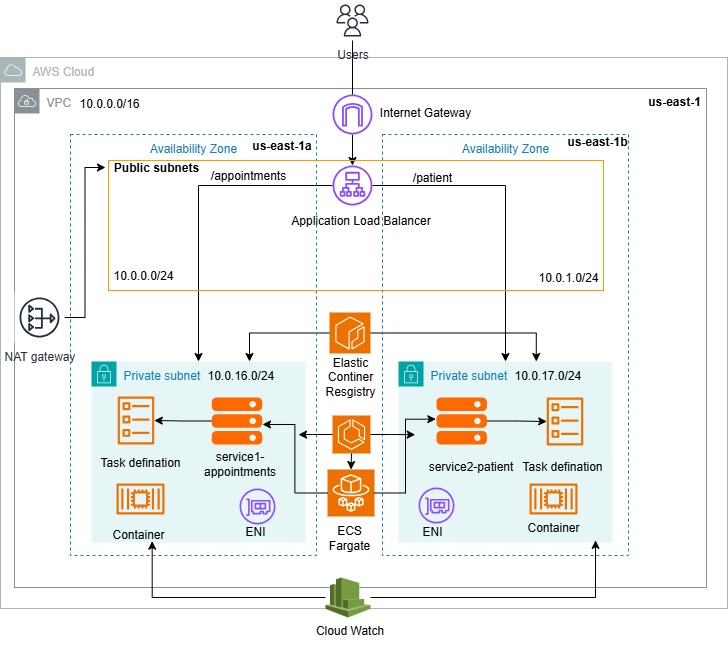 Users
AWS Cloud
VPC 10.0.0.0/16
us-east-1
Internet Gateway
Availability Zone us-east-1a
Availability Zone us-east-1b
Public subnets
/appointments
/patient
Application Load Balancer
10.0.0.0/24
10.0.1.0/24
NAT gateway
Elastic
Continer
Resgistry
Private subnet 10.0.16.0/24
Private subnet 10.0.17.0/24
Task defination
service1-
appointments
service2-patient
Task defination
Container
ENI
ECS
Fargate
ENI
Container
Cloud Watch